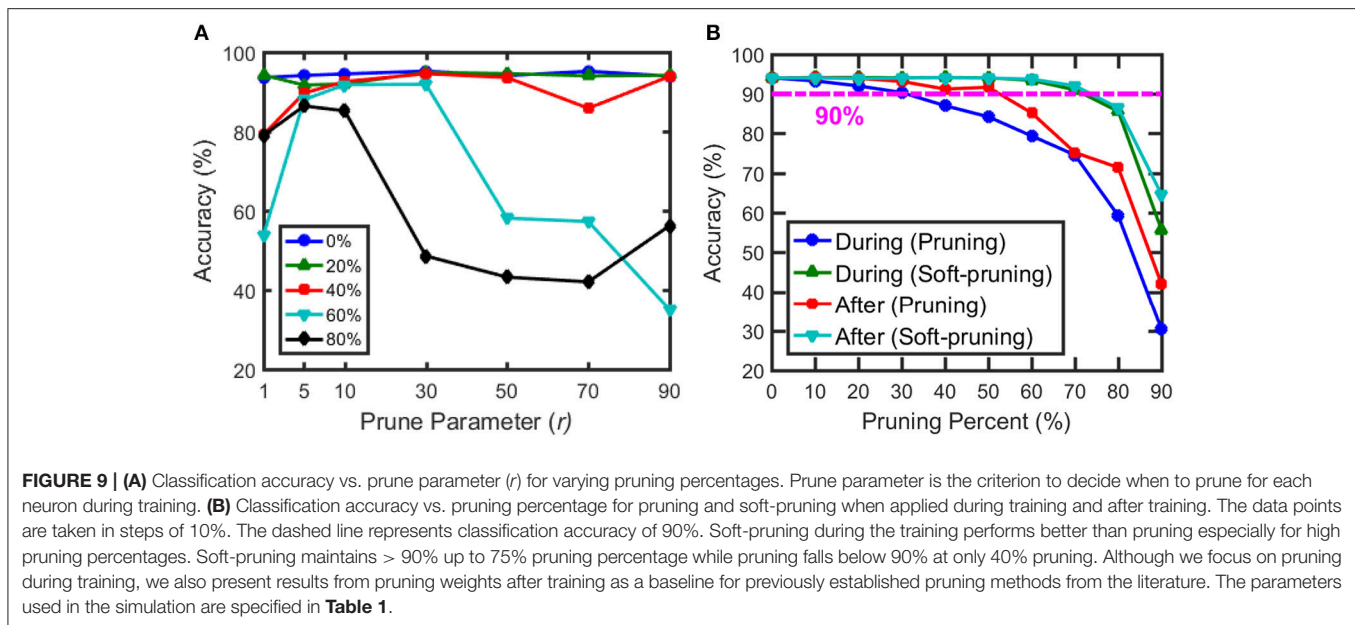 A
B
100
80
60
40
20
Accuracy (%)
0%
20%
40%
60%
80%
1 5 10 30 50 70 90
Prune Parameter (r)
100
90
80
70
60
50
40
30
20
Accuracy (%)
90%
During (Pruning)
During (Soft-pruning)
After (Pruning)
After (Soft-pruning)
0 10 20 30 40 50 60 70 80 90
Pruning Percent (%)
FIGURE 9 | (A) Classification accuracy vs. prune parameter (r) for varying pruning percentages. Prune parameter is the criterion to decide when to prune for each
neuron during training. (B) Classification accuracy vs. pruning percentage for pruning and soft-pruning when applied during training and after training. The data points
are taken in steps of 10%. The dashed line represents classification accuracy of 90%. Soft-pruning during the training performs better than pruning especially for high
pruning percentages. Soft-pruning maintains > 90% up to 75% pruning percentage while pruning falls below 90% at only 40% pruning. Although we focus on pruning
during training, we also present results from pruning weights after training as a baseline for previously established pruning methods from the literature. The parameters
used in the simulation are specified in Table 1.